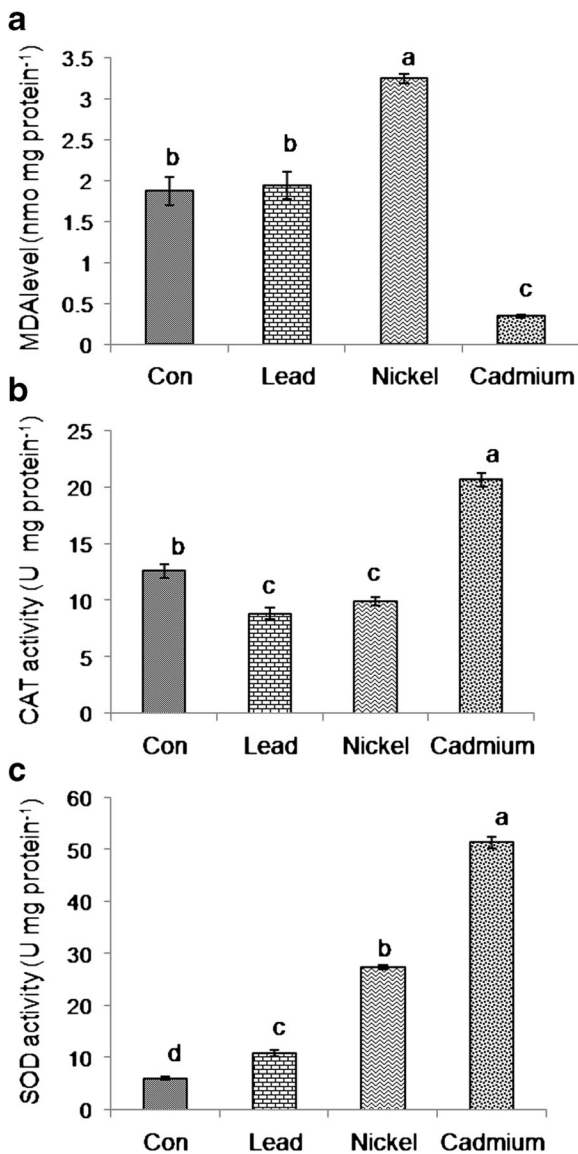 a
MDAlevel (nmo mg protein⁻¹)
3.5
3
2.5
2
1.5
1
0.5
0
b
b
a
c
Con Lead Nickel Cadmium
b
CAT activity (U mg protein⁻¹)
25
20
15
10
5
0
b
c
c
a
Con Lead Nickel Cadmium
c
SOD activity (U mg protein⁻¹)
60
50
40
30
20
10
0
d
c
b
a
Con Lead Nickel Cadmium